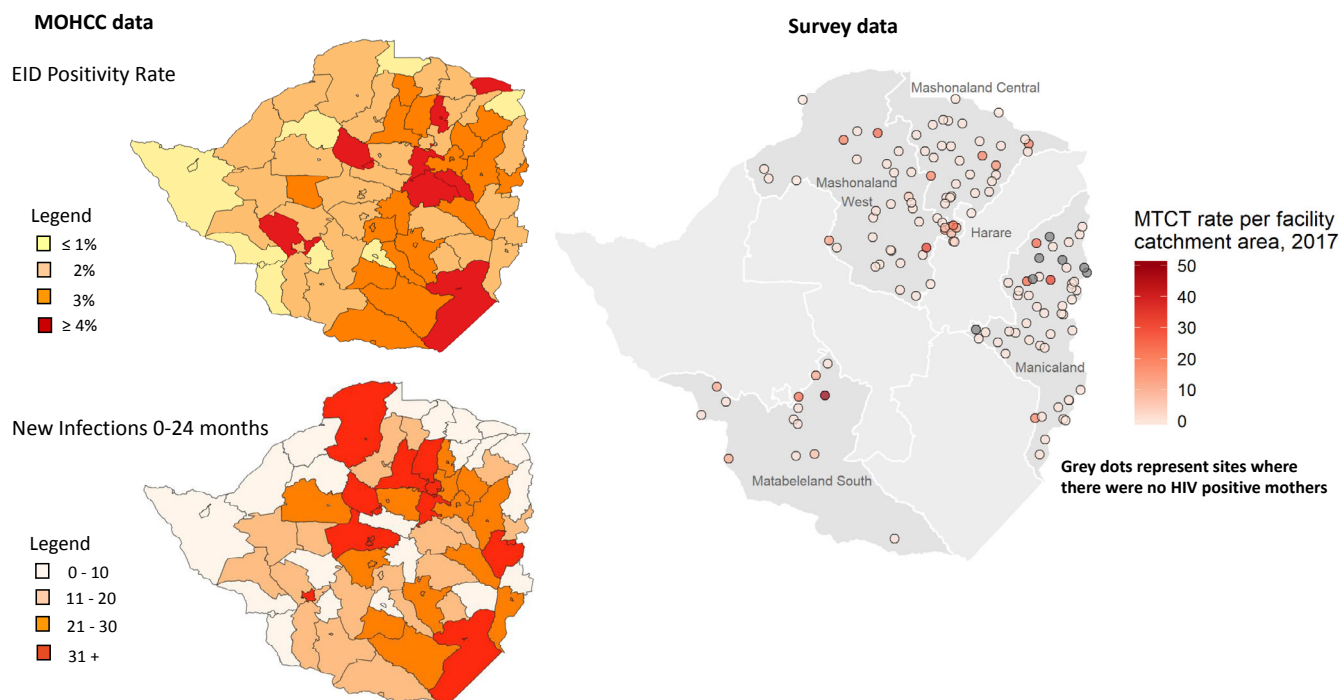 MOHCC data
EID Positivity Rate
Legend
≤ 1%
2%
3%
≥ 4%
New Infections 0-24 months
Legend
0 - 10
11 - 20
21 - 30
31 +
Survey data
Mashonaland Central
Mashonaland
West
Harare
Manicaland
Matabeleland South
MTCT rate per facility
catchment area, 2017
50
40
30
20
10
0
Grey dots represent sites where
there were no HIV positive mothers